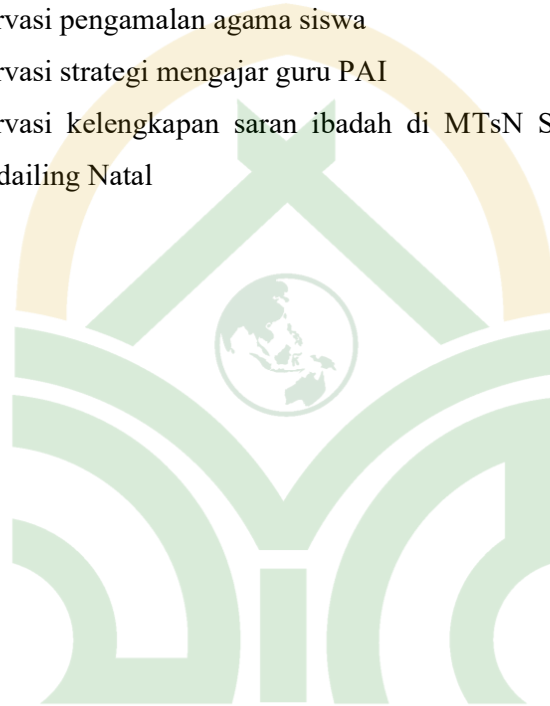 rvasi pengamalan agama siswa
rvasi strategi mengajar guru PAI
rvasi kelengkapan saran ibadah di MTsN S
dailing Natal